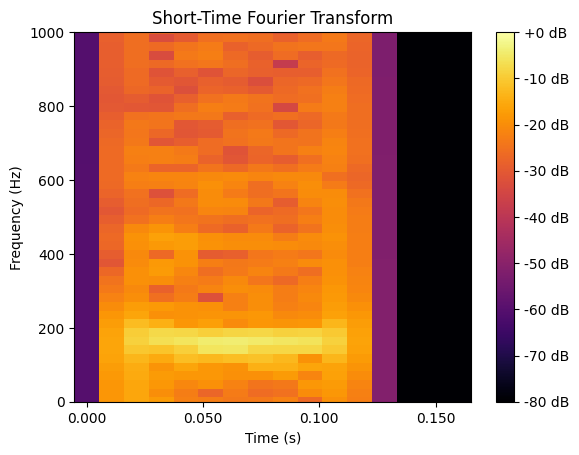 Short-Time Fourier Transform
1000
800
600
400
200
0
Frequency (Hz)
0.000
0.050
0.100
0.150
Time (s)
+0 dB
-10 dB
-20 dB
-30 dB
-40 dB
-50 dB
-60 dB
-70 dB
-80 dB